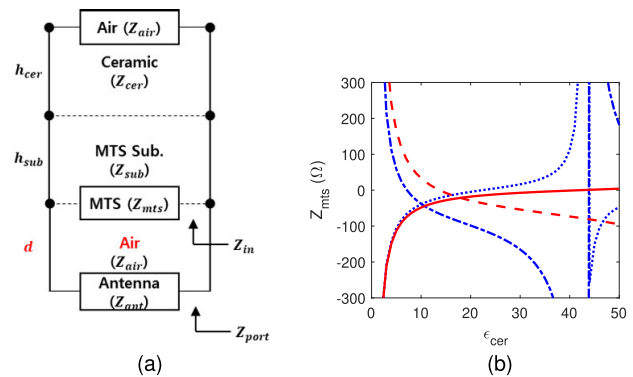 Air (Z_air)
Ceramic
(Z_cer)
h_cer
MTS Sub.
(Z_sub)
h_sub
MTS (Z_mts)
Z_in
d
Air
(Z_air)
Antenna
(Z_ant)
Z_port
(a)
300
200
100
0
-100
-200
-300
Z_mts (Ω)
0 10 20 30 40 50
ϵ_cer
(b)